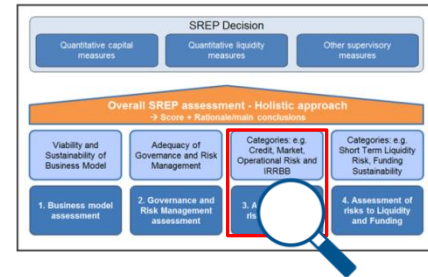 SREP Decision
Quantitative capital
measures
Quantitative liquidity
measures
Other supervisory
measures
Overall SREP assessment - Holistic approach
→ Score + Rationale/main conclusions
Viability and
Sustainability of
Business Model
Adequacy of
Governance and Risk
Management
Categories: e.g.
Credit, Market,
Operational Risk and
IRRBB
Categories: e.g.
Short Term Liquidity
Risk, Funding
Sustainability
1. Business model
assessment
2. Governance and
Risk Management
assessment
3. A
4. Assessment of
risks to Liquidity
and Funding